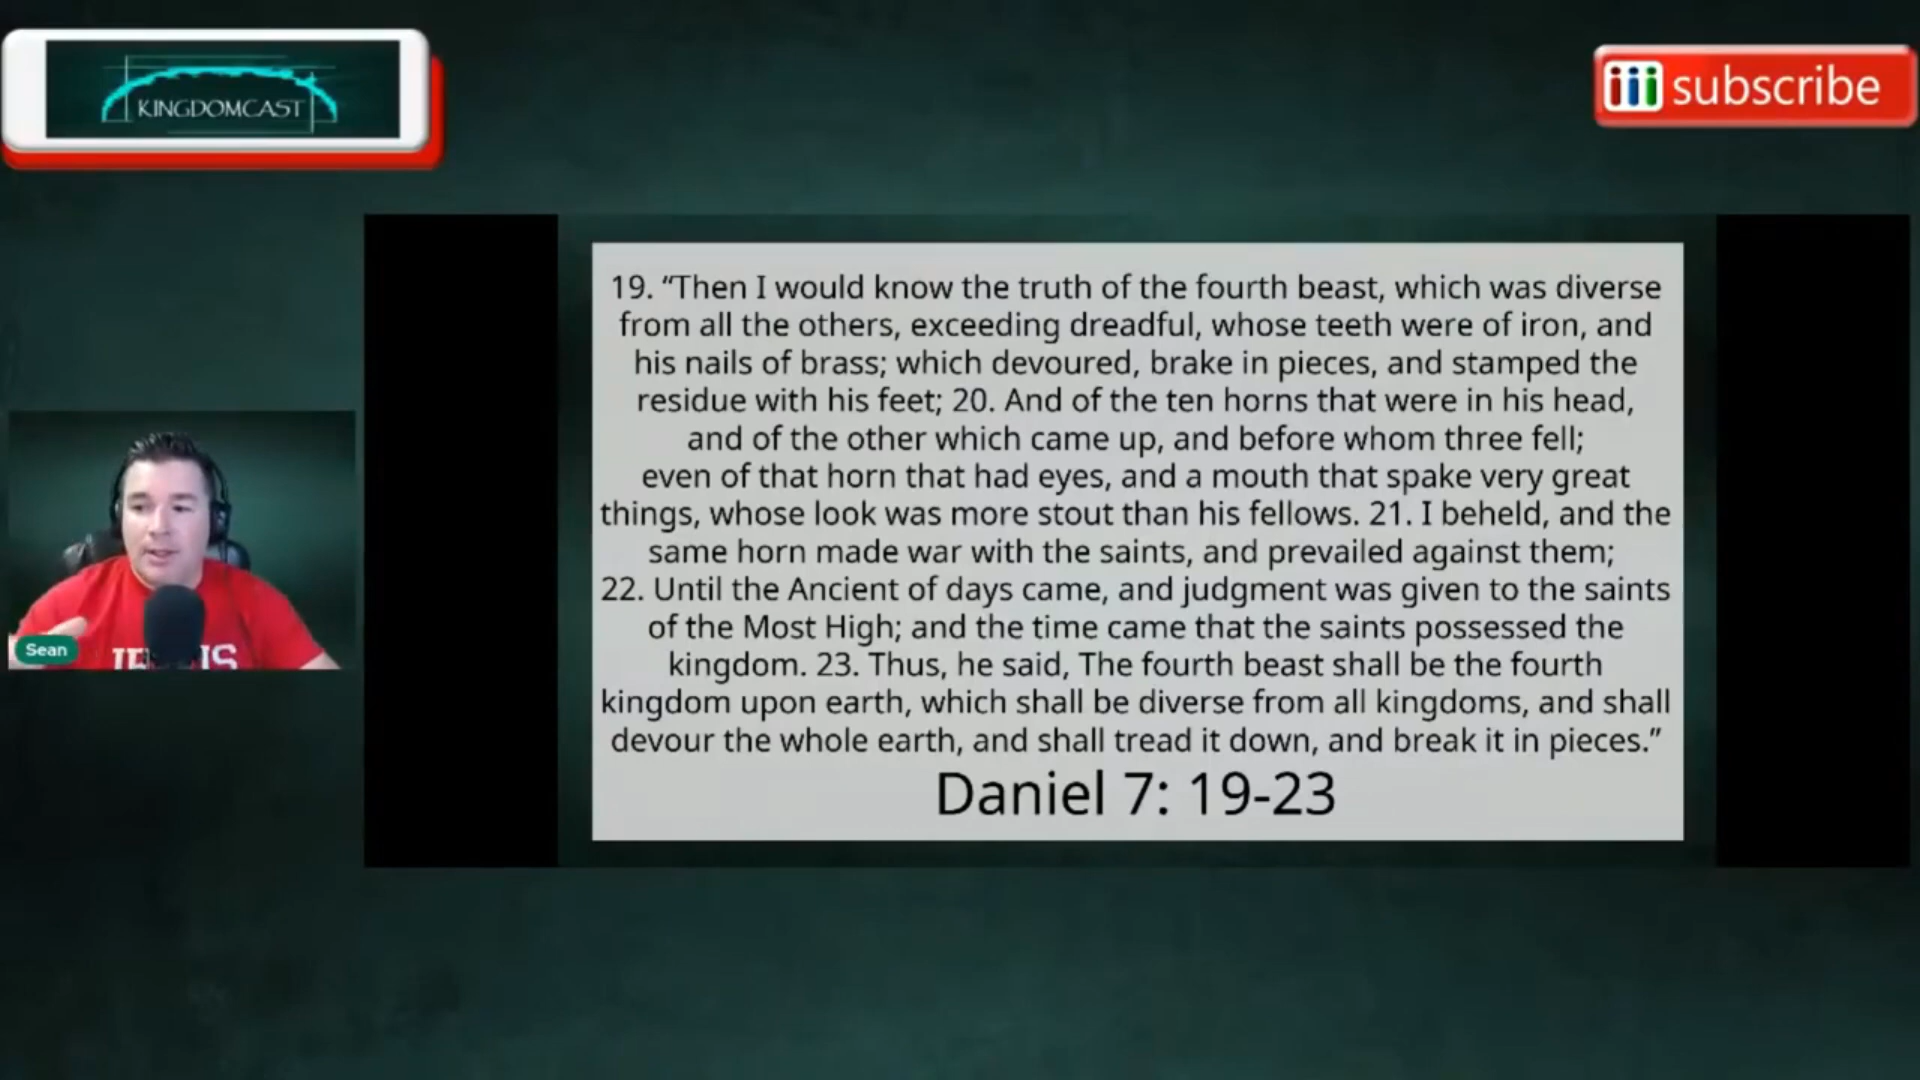 KINGDOMCAST
subscribe
19. “Then I would know the truth of the fourth beast, which was diverse
from all the others, exceeding dreadful, whose teeth were of iron, and
his nails of brass; which devoured, brake in pieces, and stamped the
residue with his feet; 20. And of the ten horns that were in his head,
and of the other which came up, and before whom three fell;
even of that horn that had eyes, and a mouth that spake very great
things, whose look was more stout than his fellows. 21. I beheld, and the
same horn made war with the saints, and prevailed against them;
22. Until the Ancient of days came, and judgment was given to the saints
of the Most High; and the time came that the saints possessed the
kingdom. 23. Thus, he said, The fourth beast shall be the fourth
kingdom upon earth, which shall be diverse from all kingdoms, and shall
devour the whole earth, and shall tread it down, and break it in pieces.”
Daniel 7: 19-23
Sean